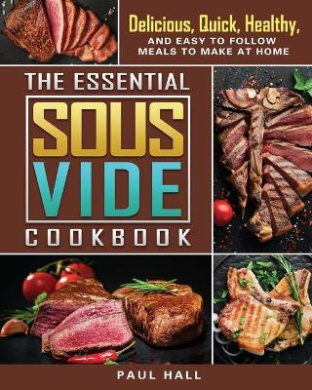 Delicious, Quick, Healthy,
AND EASY TO FOLLOW
MEALS TO MAKE AT HOME
THE ESSENTIAL
SOUS
VIDE
COOKBOOK
PAUL HALL